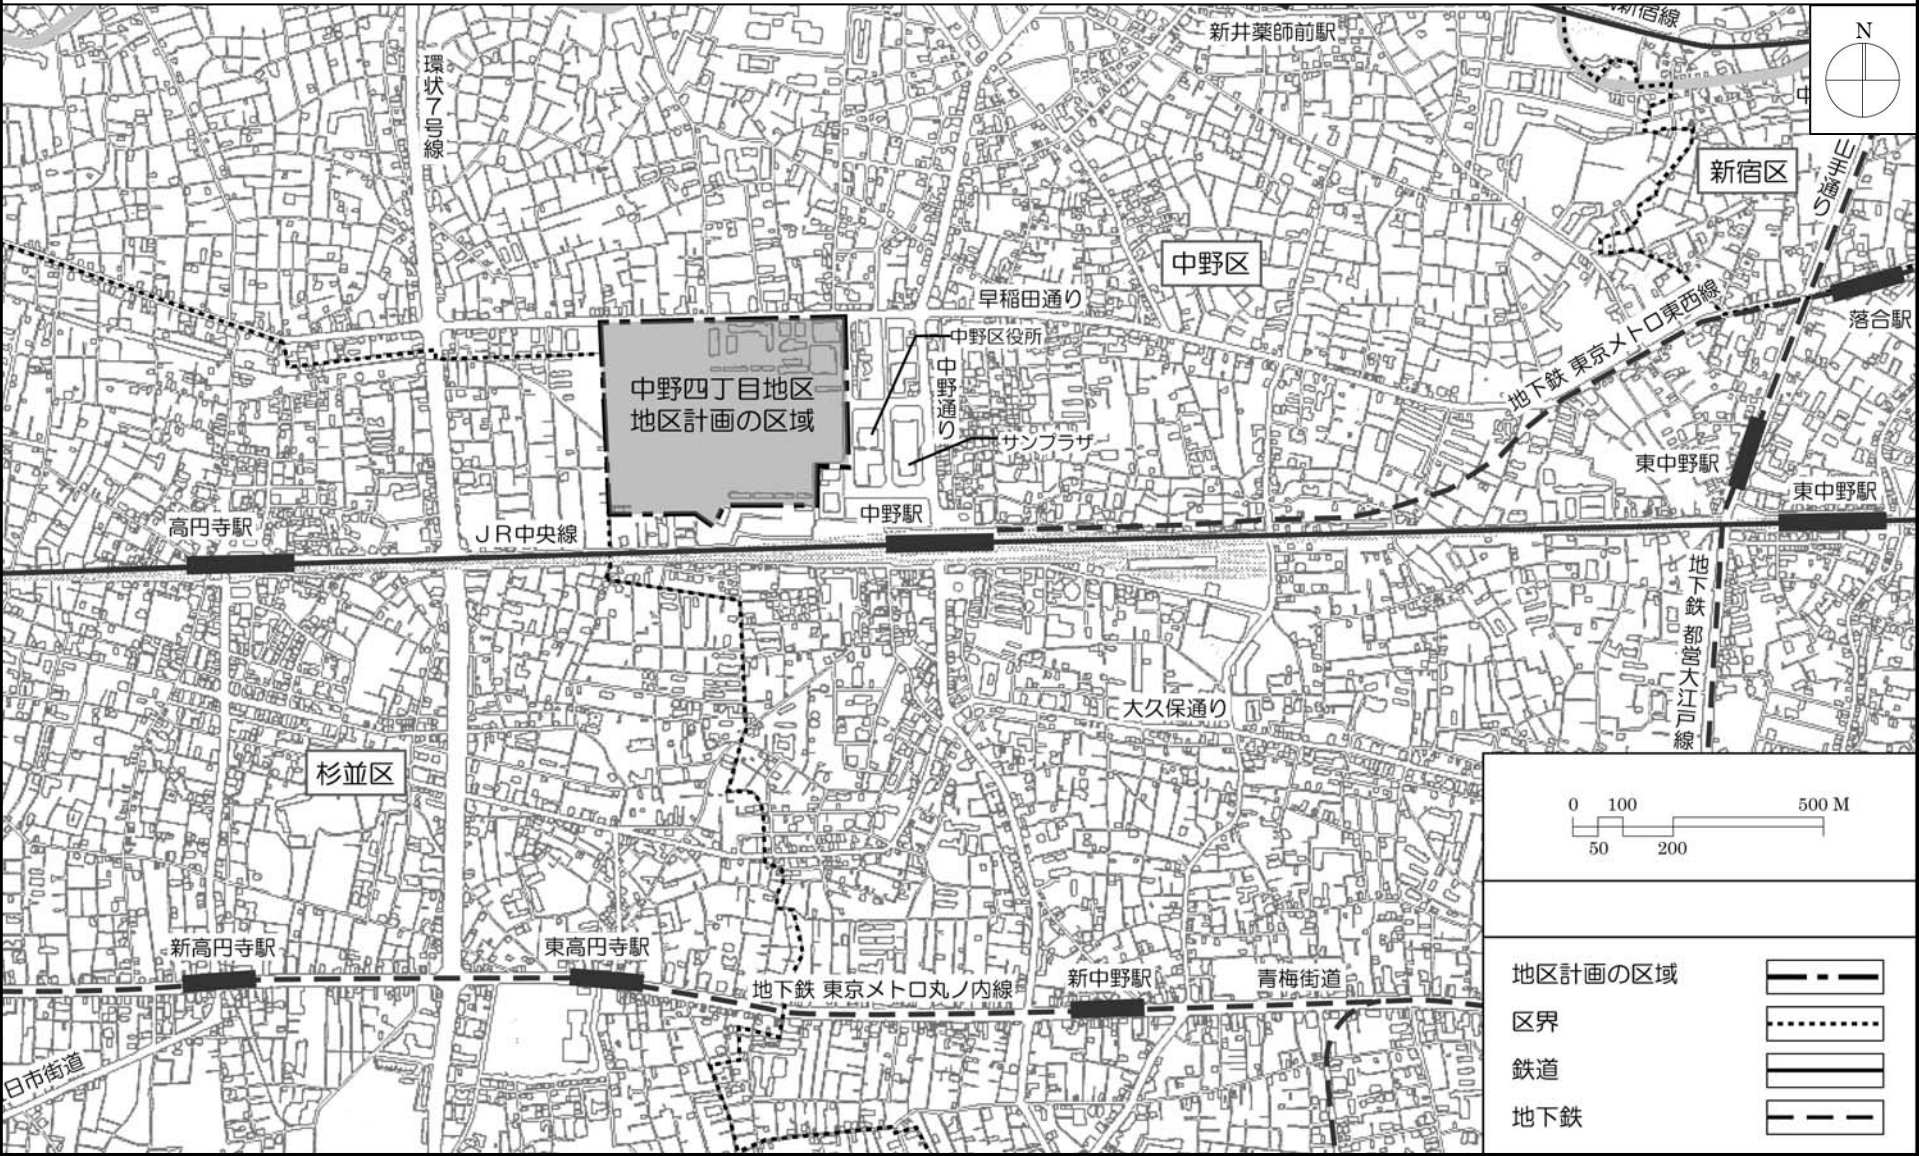 新宿線
新井薬師前駅
N
環状7号線
山手通り
新宿区
中野区
早稲田通り
地下鉄 東京メトロ東西線
落合駅
中野区役所
中野通り
中野四丁目地区
地区計画の区域
サンプラザ
東中野駅
東中野駅
中野駅
高円寺駅
JR中央線
地下鉄 都営大江戸線
大久保通り
杉並区
0 100 500 M
50 200
新高円寺駅
東高円寺駅
地下鉄 東京メトロ丸ノ内線
新中野駅
青梅街道
日市街道
地区計画の区域
区界
鉄道
地下鉄